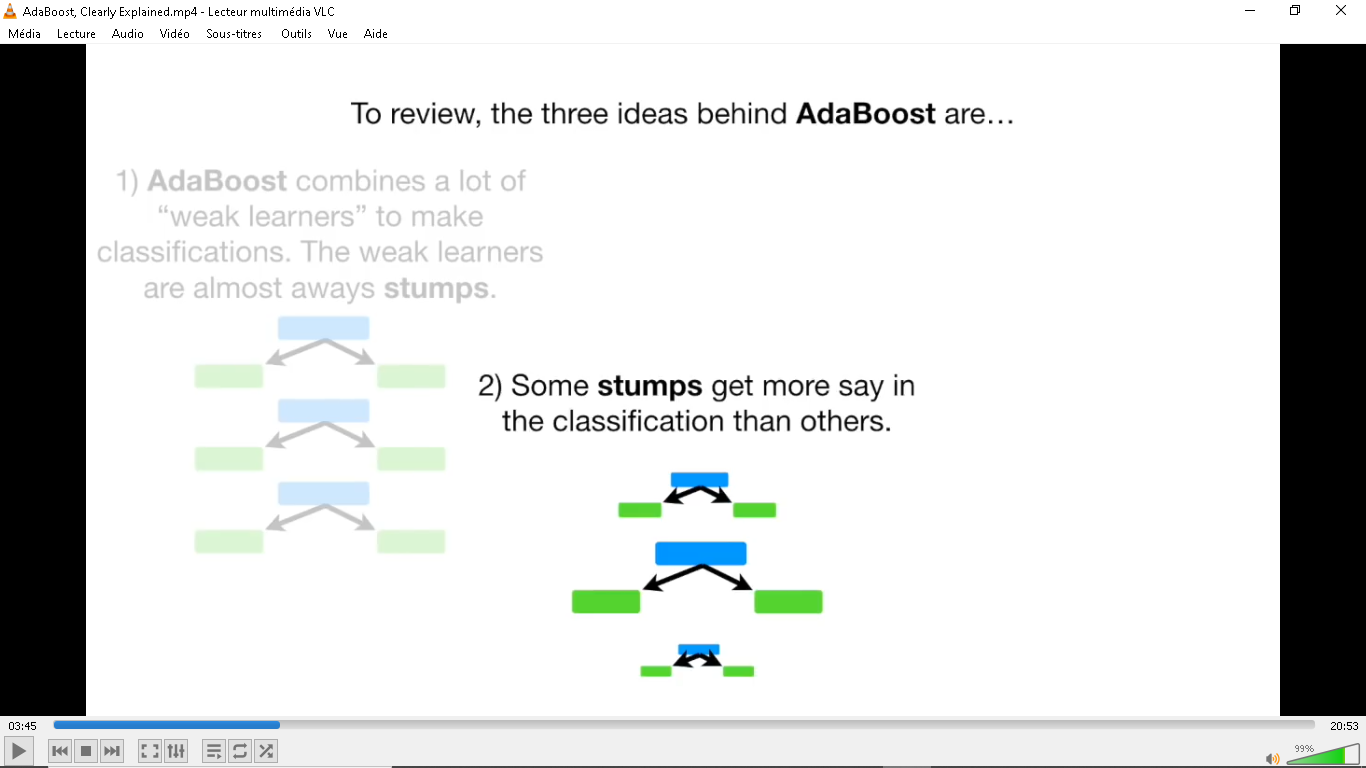 AdaBoost, Clearly Explained.mp4 - Lecteur multimédia VLC
Média Lecture Audio Vidéo Sous-titres Outils Vue Aide
To review, the three ideas behind AdaBoost are…
1) AdaBoost combines a lot of
“weak learners” to make
classifications. The weak learners
are almost aways stumps.
2) Some stumps get more say in
the classification than others.
03:45
20:53
99%